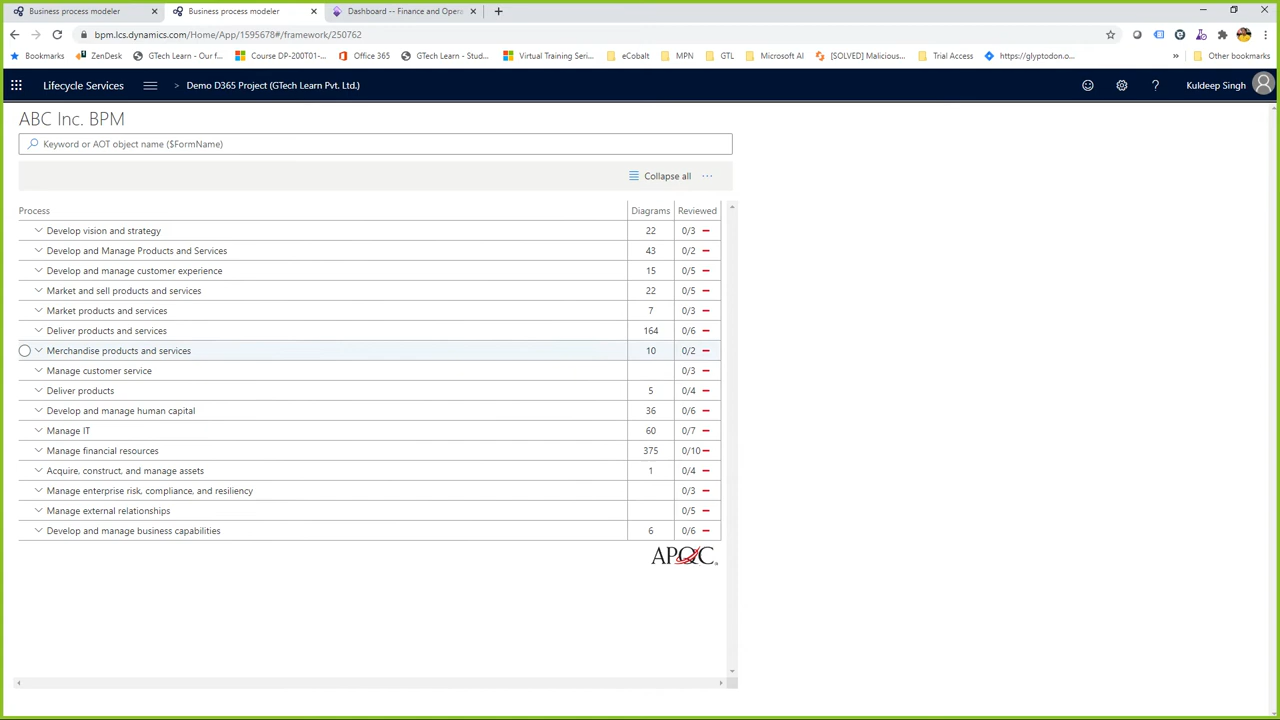 Business process modeler
Business process modeler
Dashboard -- Finance and Opera
bpm.lcs.dynamics.com/Home/App/1595678#/framework/250762
Bookmarks
ZenDesk
GTech Learn - Our f...
Course DP-200T01-...
Office 365
GTech Learn - Stud...
Virtual Training Seri...
eCobalt
MPN
GTL
Microsoft AI
[SOLVED] Malicious...
Trial Access
https://glyptodon.o...
Other bookmarks
Lifecycle Services > Demo D365 Project (GTech Learn Pvt. Ltd.) ? Kuldeep Singh
ABC Inc. BPM
Keyword or AOT object name ($FormName)
Collapse all ...
Process Diagrams Reviewed
Develop vision and strategy 22 0/3
Develop and Manage Products and Services 43 0/2
Develop and manage customer experience 15 0/5
Market and sell products and services 22 0/5
Market products and services 7 0/3
Deliver products and services 164 0/6
Merchandise products and services 10 0/2
Manage customer service 0/3
Deliver products 5 0/4
Develop and manage human capital 36 0/6
Manage IT 60 0/7
Manage financial resources 375 0/10
Acquire, construct, and manage assets 1 0/4
Manage enterprise risk, compliance, and resiliency 0/3
Manage external relationships 0/5
Develop and manage business capabilities 6 0/6
APQC